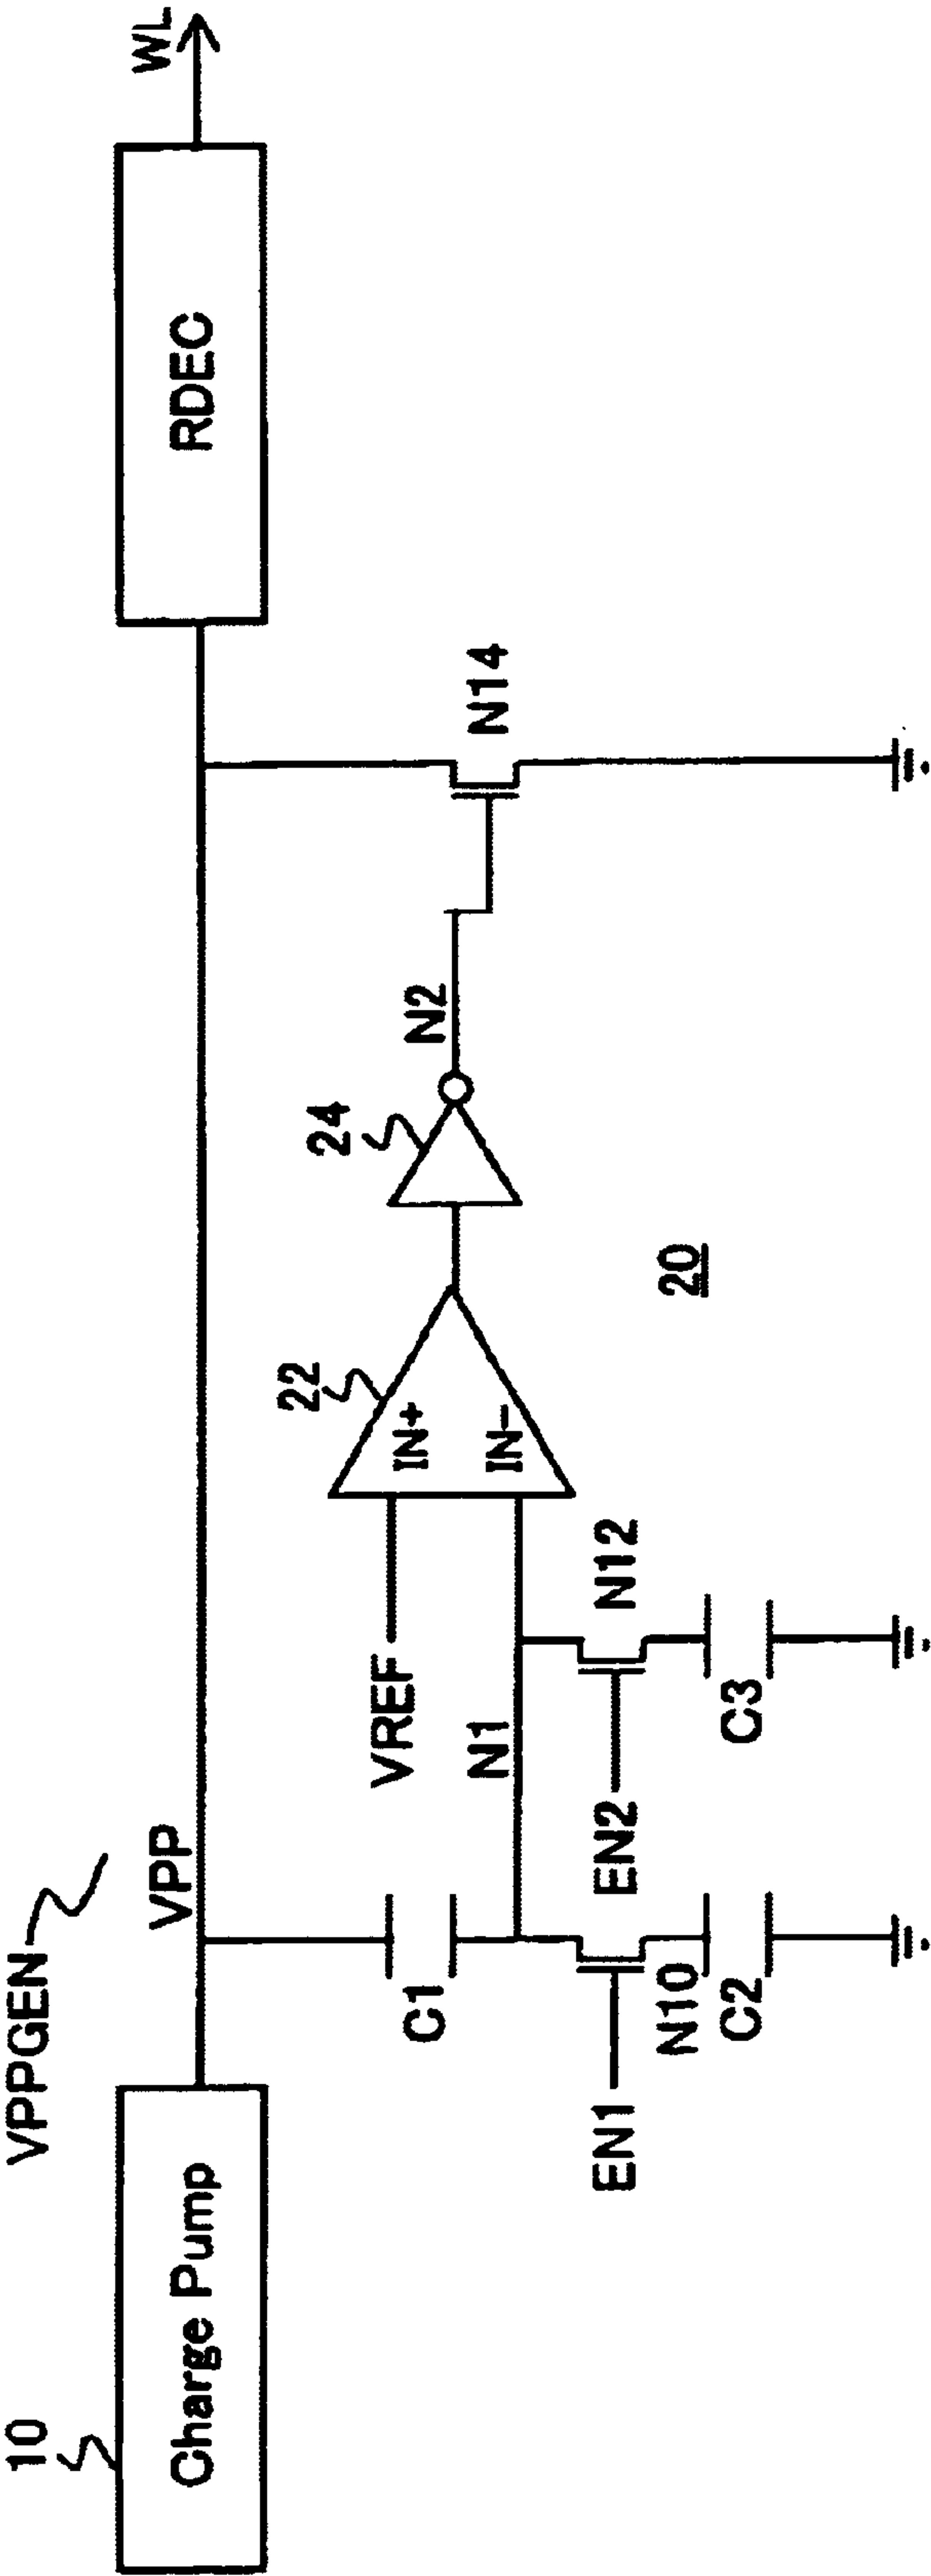 VPPGEN
10
Charge Pump
VPP
RDEC
WL
C1
VREF
N1
22
IN+
IN-
24
N2
N14
EN1
N10
C2
EN2
N12
C3
20